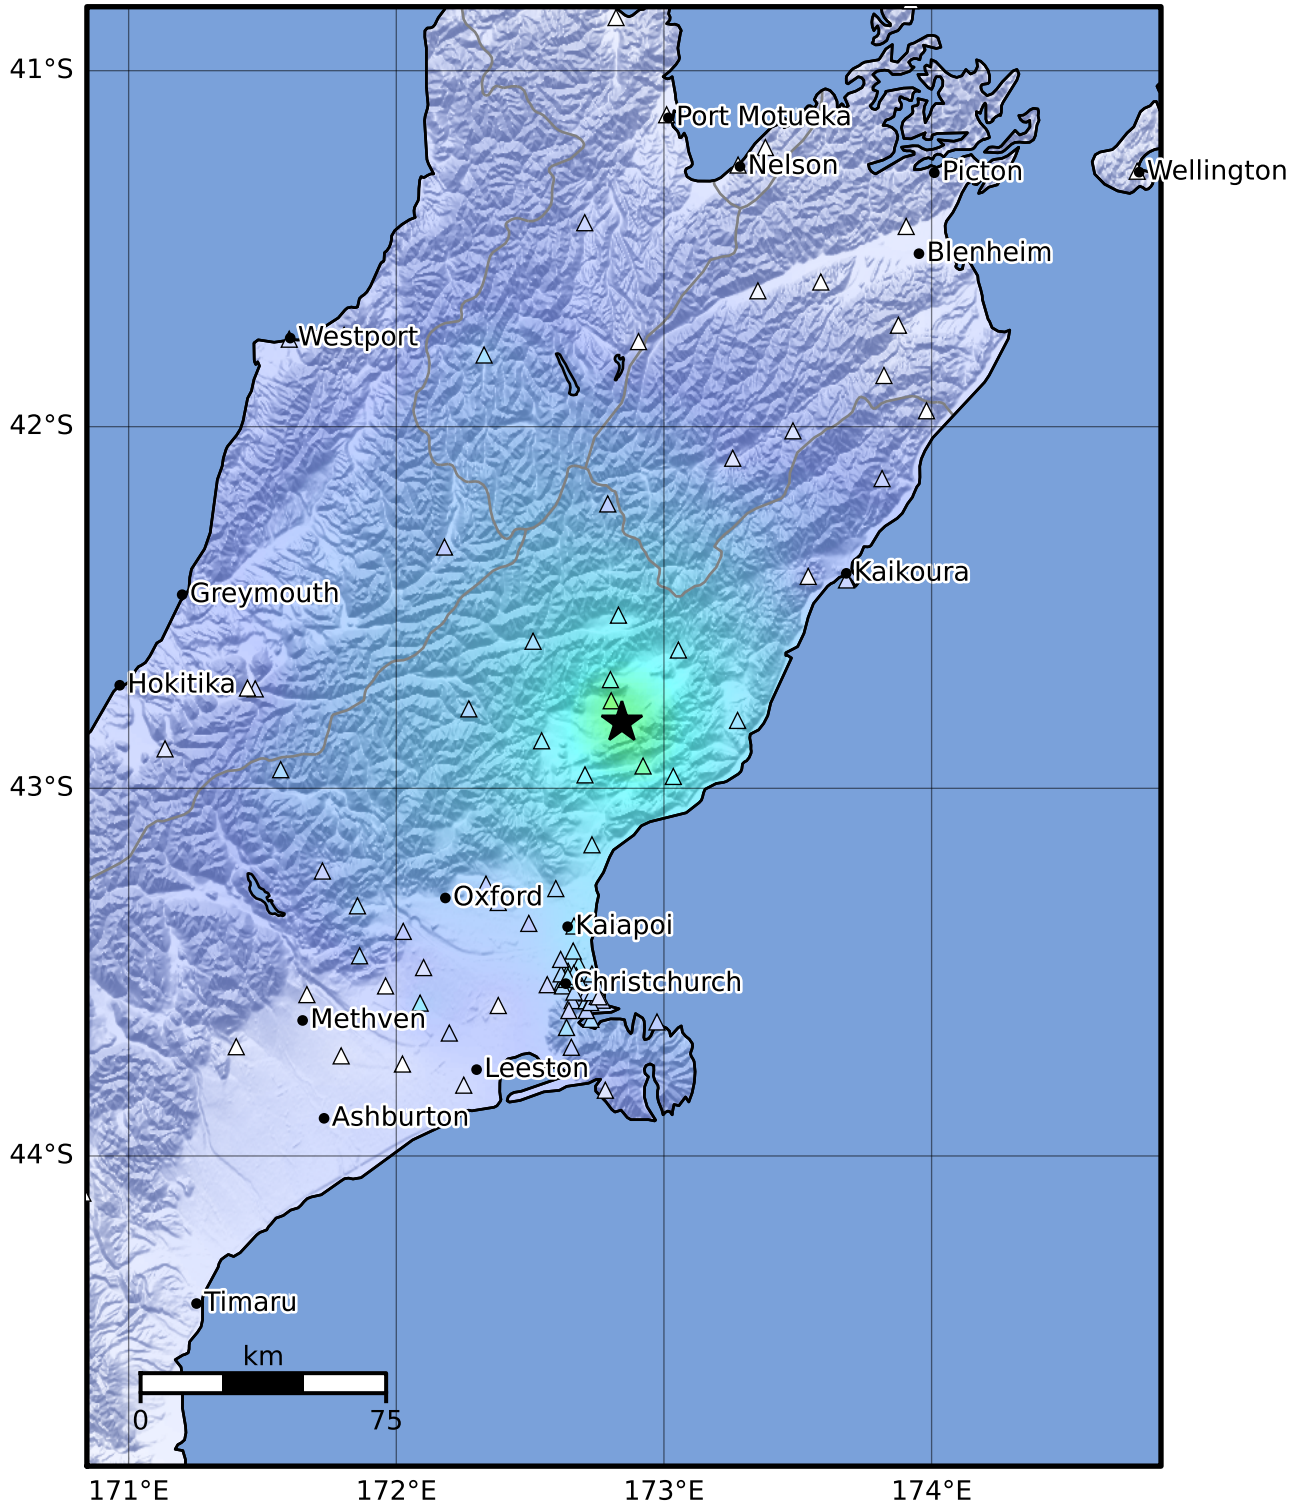 41°S
Port Motueka
Nelson
Picton
Wellington
Blenheim
Westport
42°S
Kaikoura
Greymouth
Hokitika
43°S
Oxford
Kaiapoi
Christchurch
Methven
Leeston
Ashburton
44°S
Timaru
km
0 75
171°E 172°E 173°E 174°E